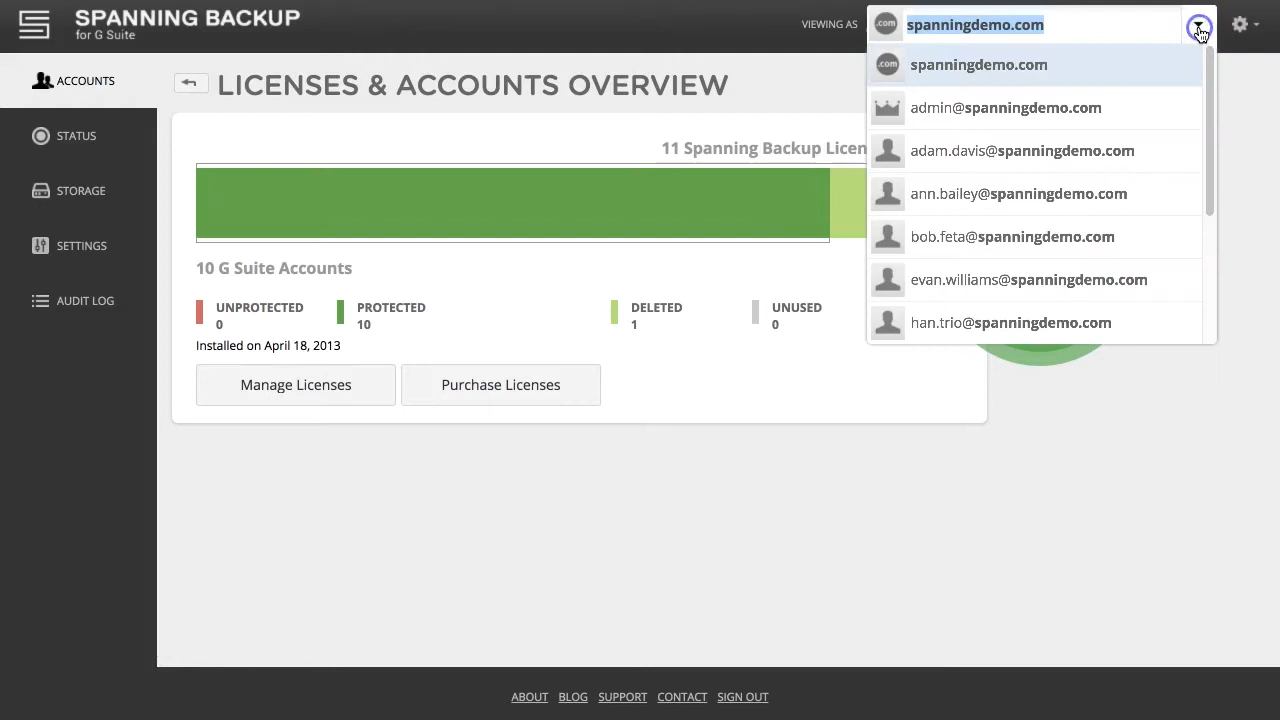 SPANNING BACKUP
for G Suite
VIEWING AS
.com
spanningdemo.com
.com
spanningdemo.com
admin@spanningdemo.com
adam.davis@spanningdemo.com
ann.bailey@spanningdemo.com
bob.feta@spanningdemo.com
evan.williams@spanningdemo.com
han.trio@spanningdemo.com
ACCOUNTS
STATUS
STORAGE
SETTINGS
AUDIT LOG
LICENSES & ACCOUNTS OVERVIEW
11 Spanning Backup Licen
10 G Suite Accounts
UNPROTECTED
0
PROTECTED
10
DELETED
1
UNUSED
0
Installed on April 18, 2013
Manage Licenses
Purchase Licenses
ABOUT BLOG SUPPORT CONTACT SIGN OUT